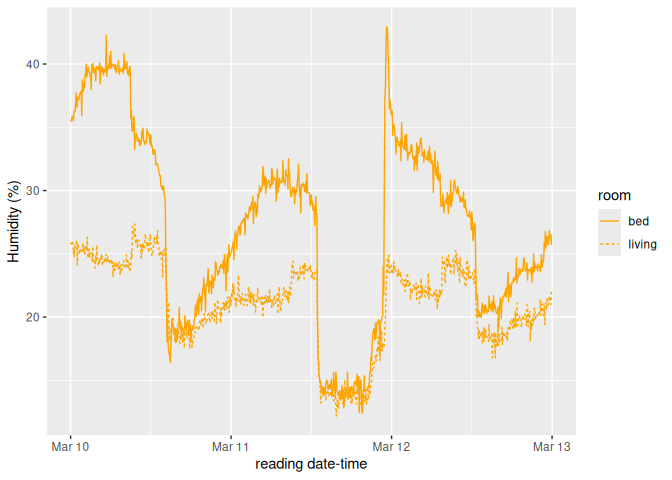 40
30
20
Humidity (%)
Mar 10
Mar 11
Mar 12
Mar 13
reading date-time
room
bed
living